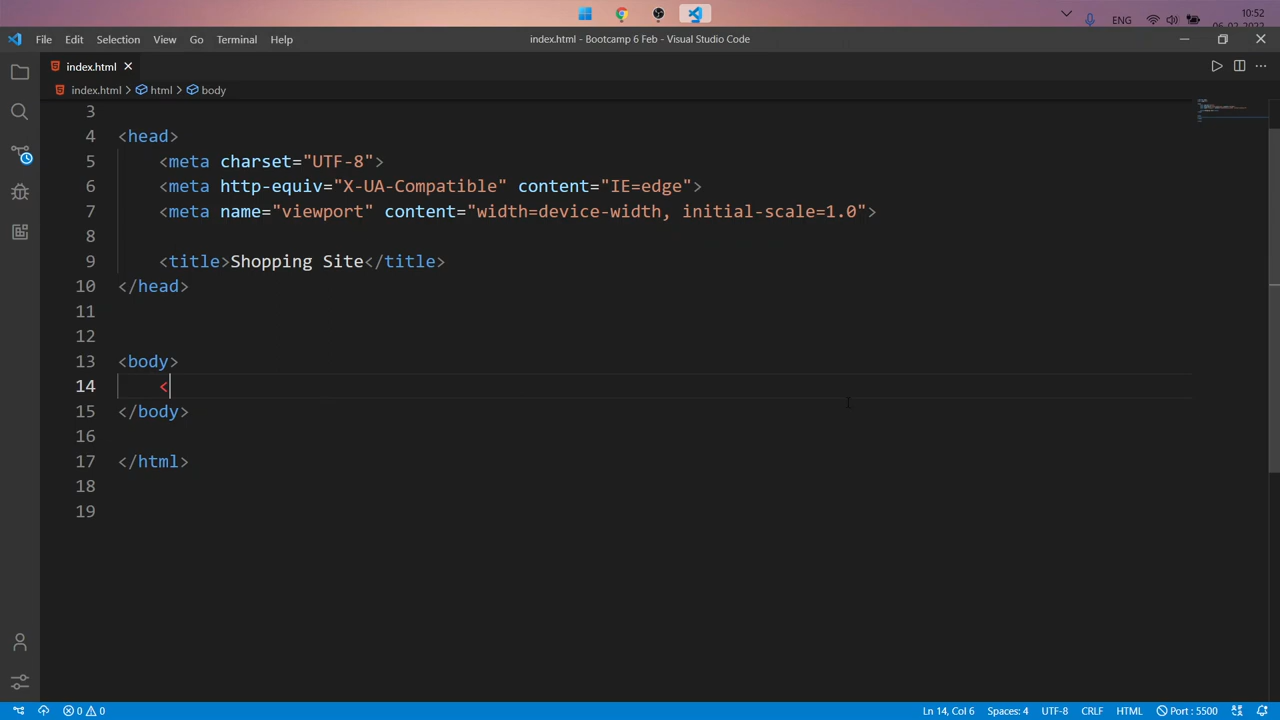 10:52
ENG
06-02-2022
File Edit Selection View Go Terminal Help
index.html - Bootcamp 6 Feb - Visual Studio Code
index.html
index.html > html > body
3
4 <head>
5 <meta charset="UTF-8">
6 <meta http-equiv="X-UA-Compatible" content="IE=edge">
7 <meta name="viewport" content="width=device-width, initial-scale=1.0">
8
9 <title>Shopping Site</title>
10 </head>
11
12
13 <body>
14 <
15 </body>
16
17 </html>
18
19
0 0 Ln 14, Col 6 Spaces: 4 UTF-8 CRLF HTML Port : 5500